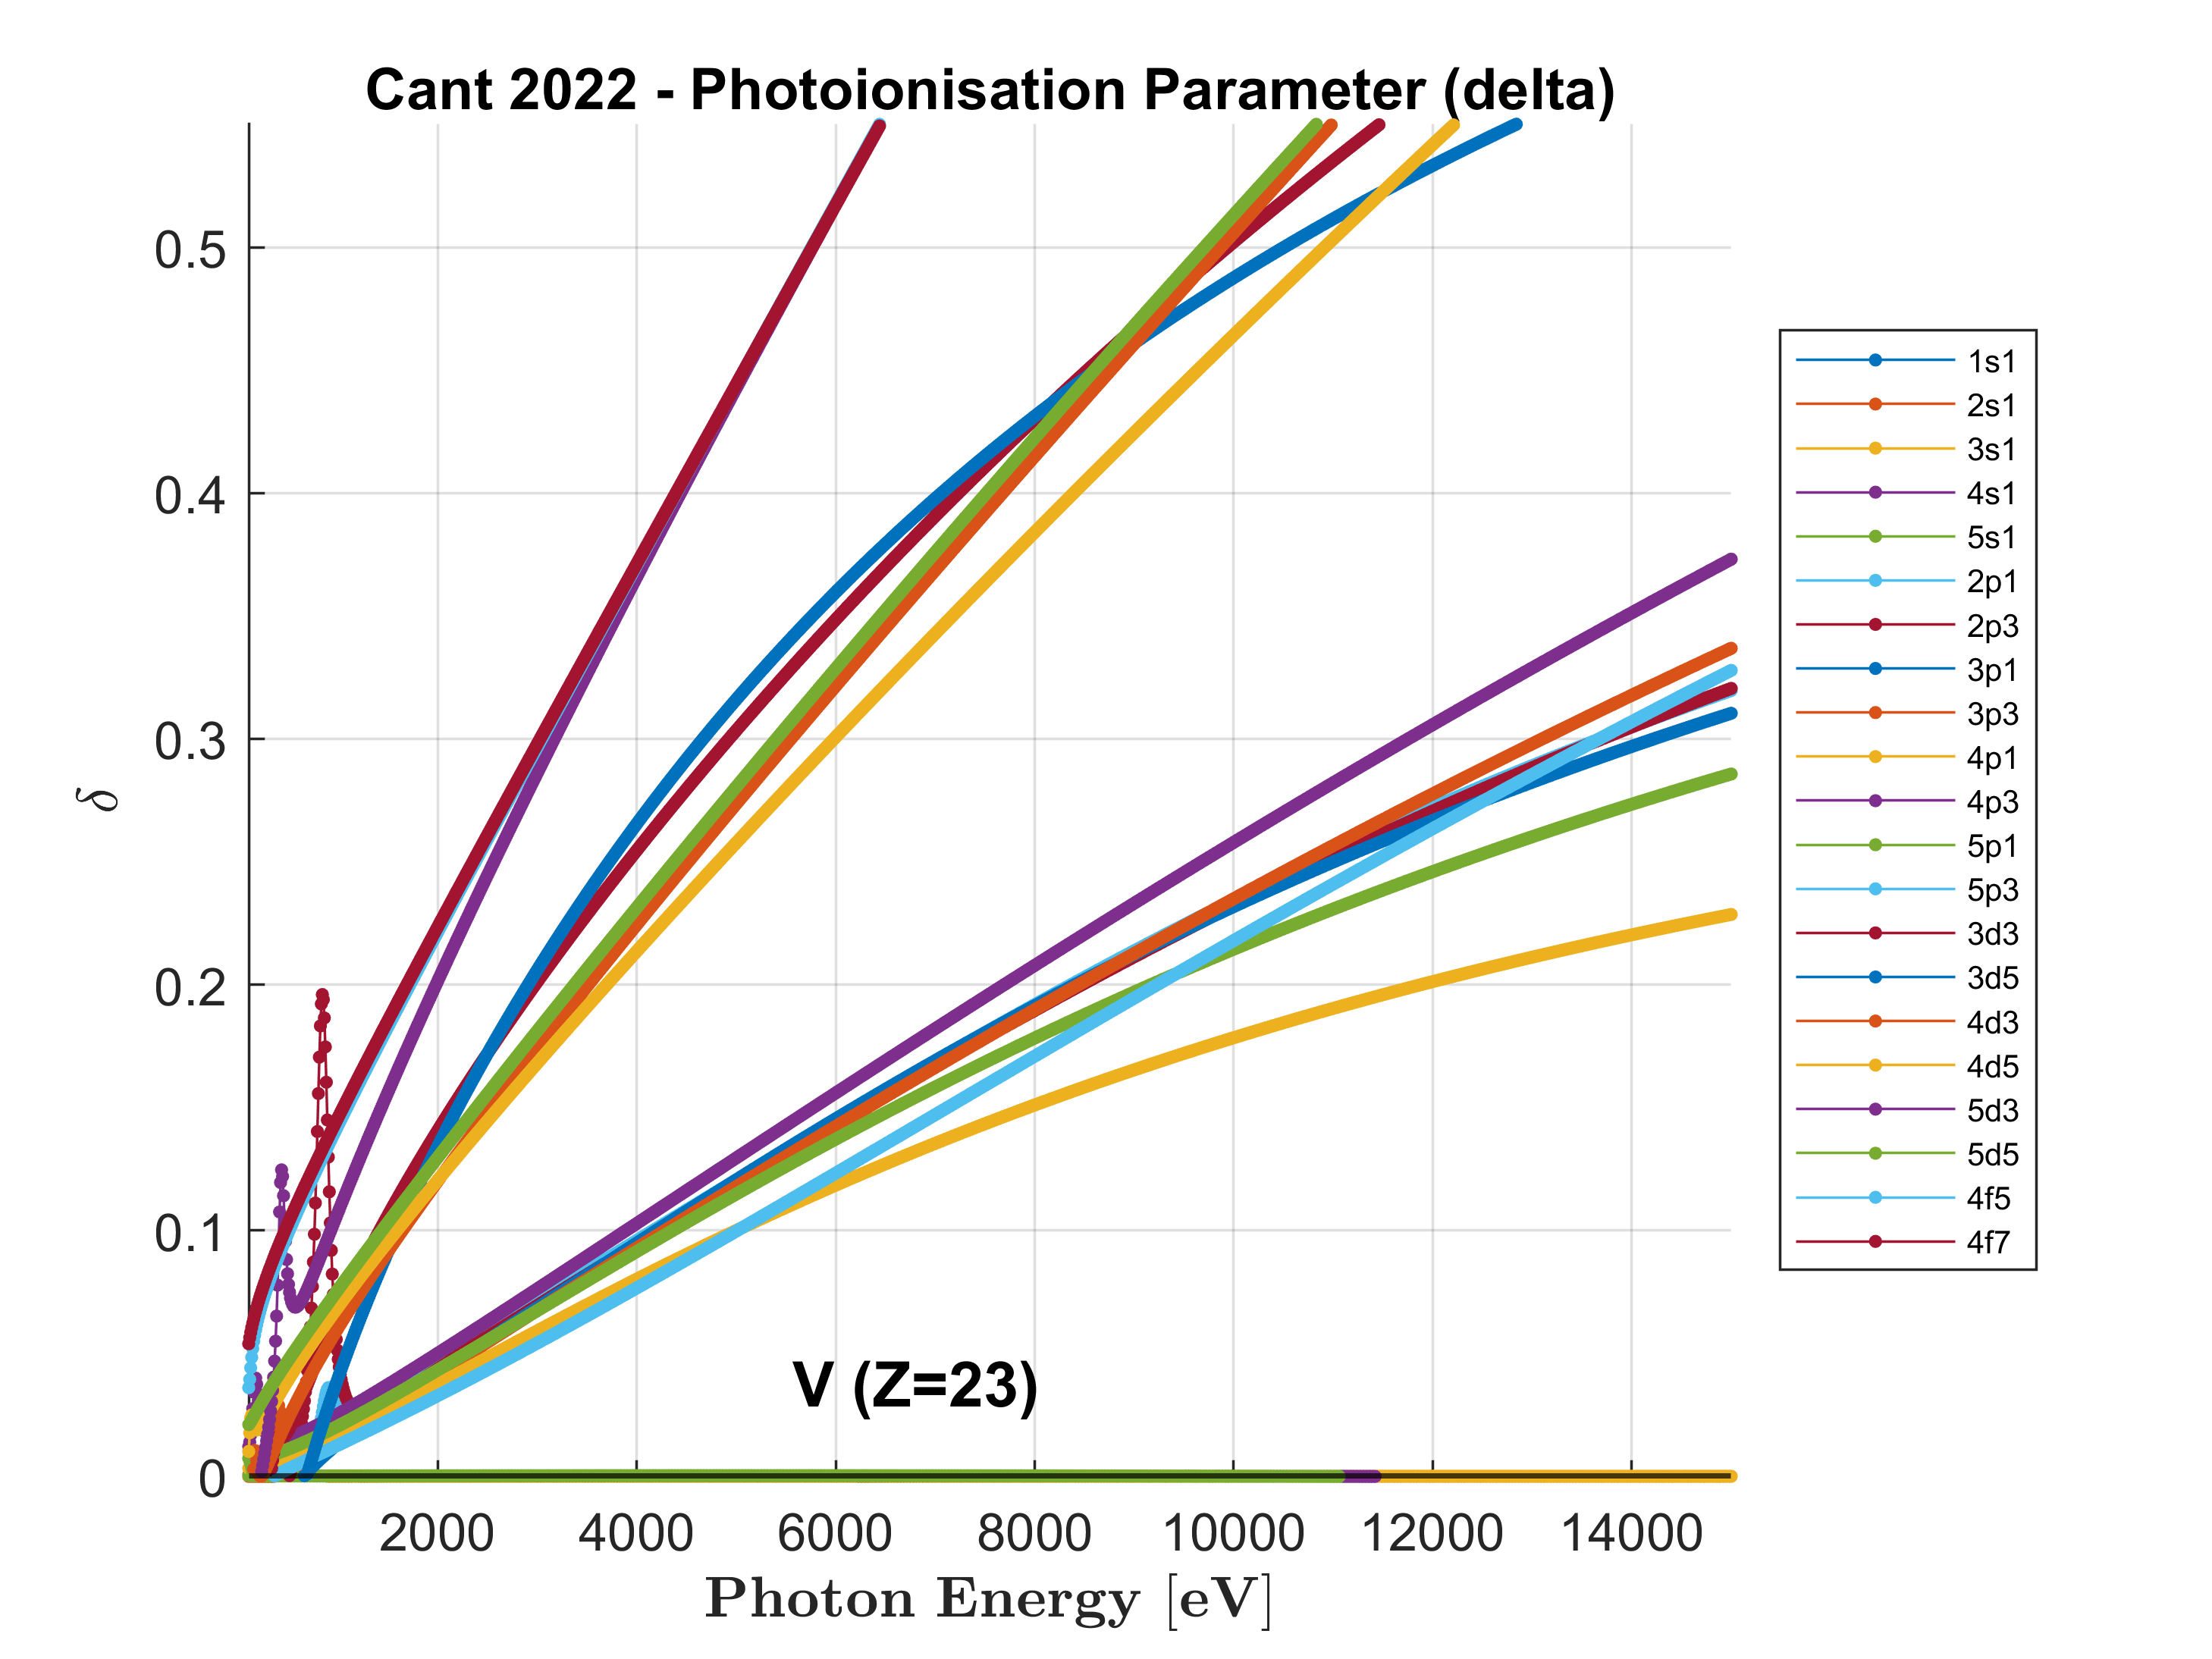 Cant 2022 - Photoionisation Parameter (delta)
0.5
0.4
0.3
0.2
0.1
0
δ
2000 4000 6000 8000 10000 12000 14000
Photon Energy [eV]
V (Z=23)
1s1
2s1
3s1
4s1
5s1
2p1
2p3
3p1
3p3
4p1
4p3
5p1
5p3
3d3
3d5
4d3
4d5
5d3
5d5
4f5
4f7